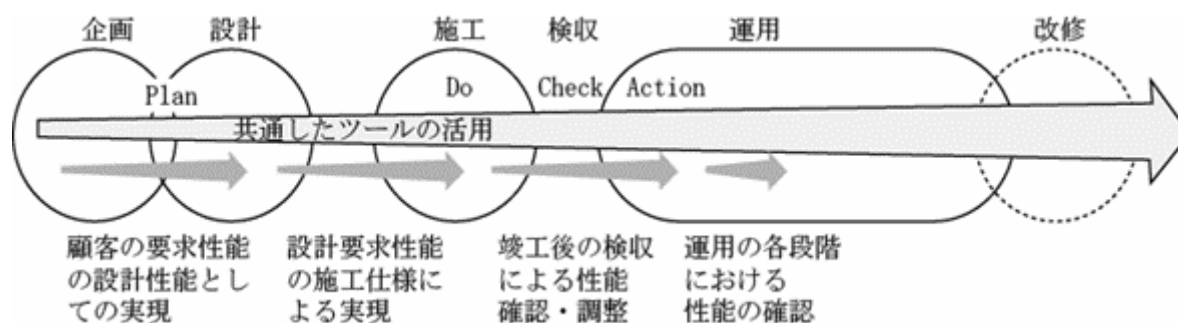 企画 設計 施工 検収 運用 改修
Plan Do Check Action
共通したツールの活用
顧客の要求性能
の設計性能とし
ての実現
設計要求性能
の施工仕様に
よる実現
竣工後の検収
による性能
確認・調整
運用の各段階
における
性能の確認